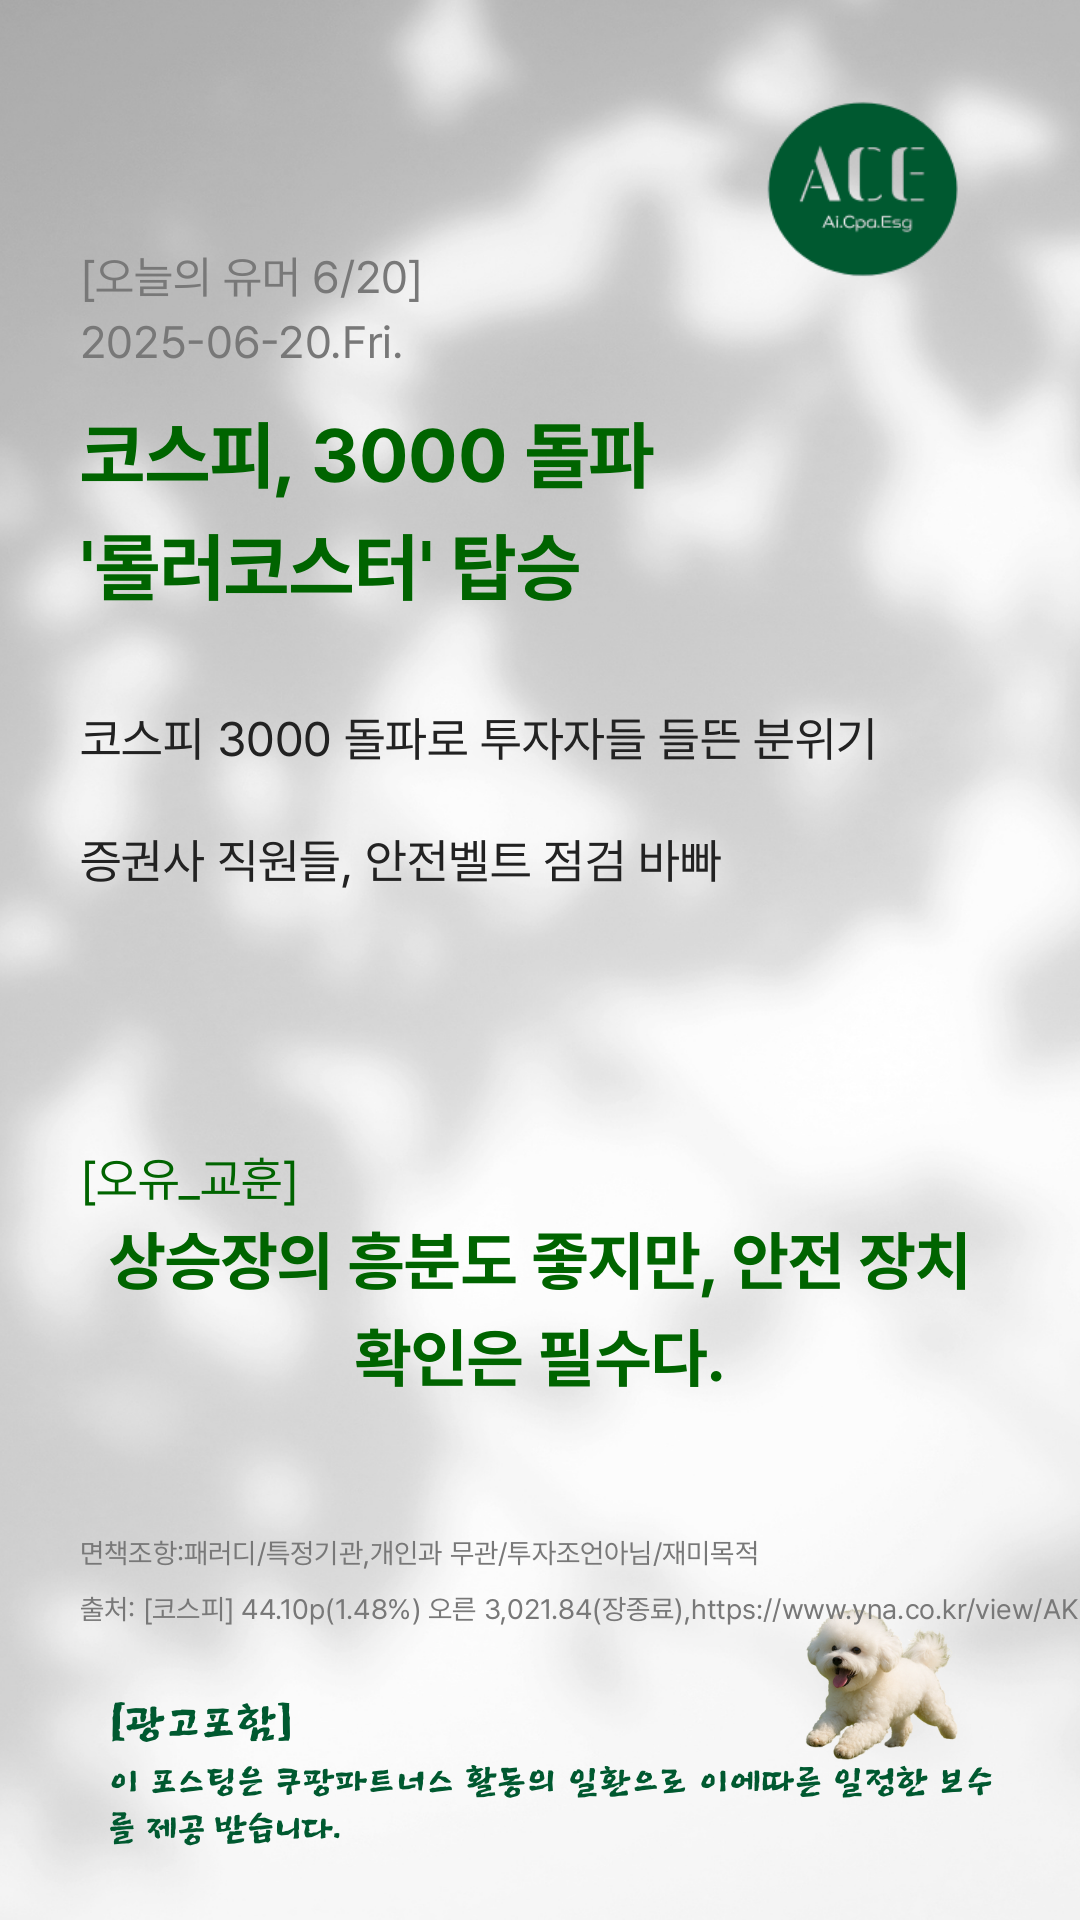 ACE
Ai.Cpa.Esg
[오늘의 유머 6/20]
2025-06-20.Fri.
코스피, 3000 돌파
'롤러코스터' 탑승
코스피 3000 돌파로 투자자들 들뜬 분위기
증권사 직원들, 안전벨트 점검 바빠
[오유_교훈]
상승장의 흥분도 좋지만, 안전 장치
확인은 필수다.
면책조항:패러디/특정기관,개인과 무관/투자조언아님/재미목적
출처: [코스피] 44.10p(1.48%) 오른 3,021.84(장종료),https://www.yna.co.kr/view/AK
[광고포함]
이 포스팅은 쿠팡파트너스 활동의 일환으로 이에따른 일정한 보수
를 제공 받습니다.